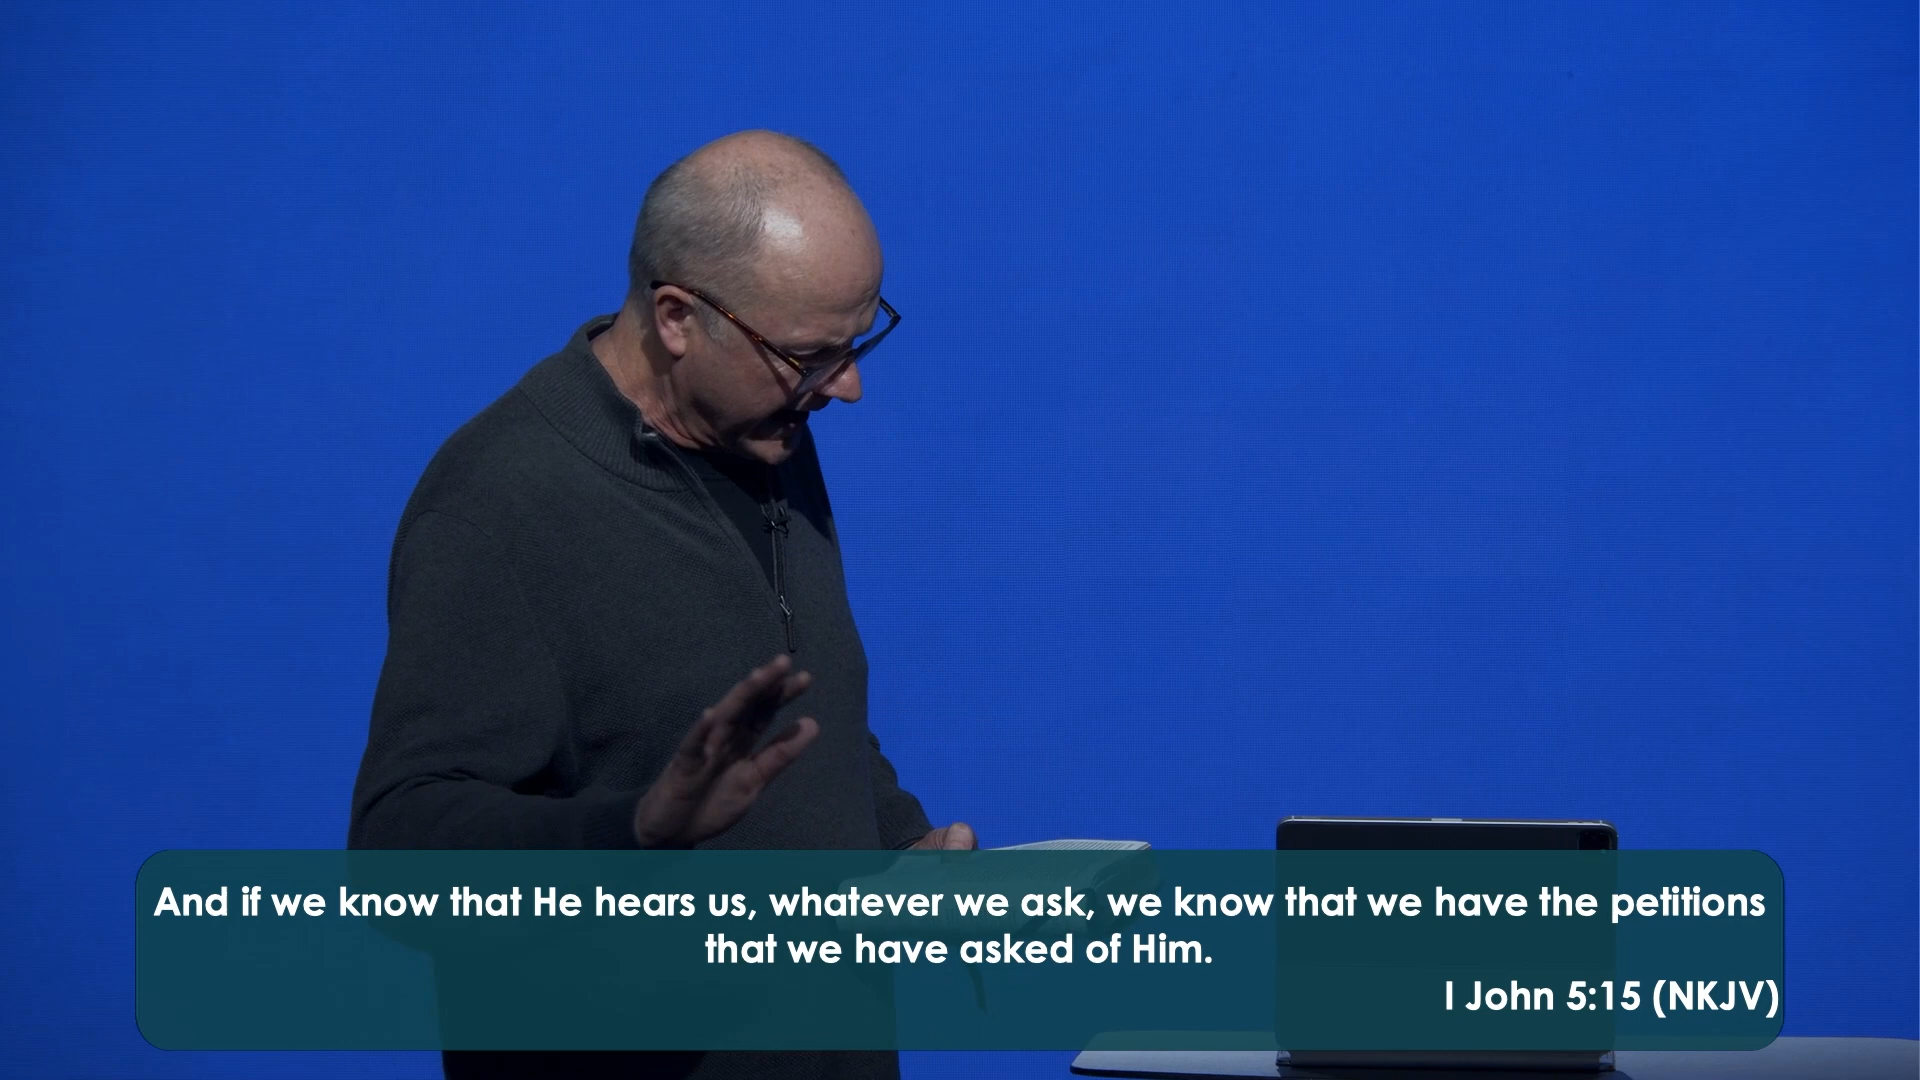 And if we know that He hears us, whatever we ask, we know that we have the petitions
that we have asked of Him.
I John 5:15 (NKJV)